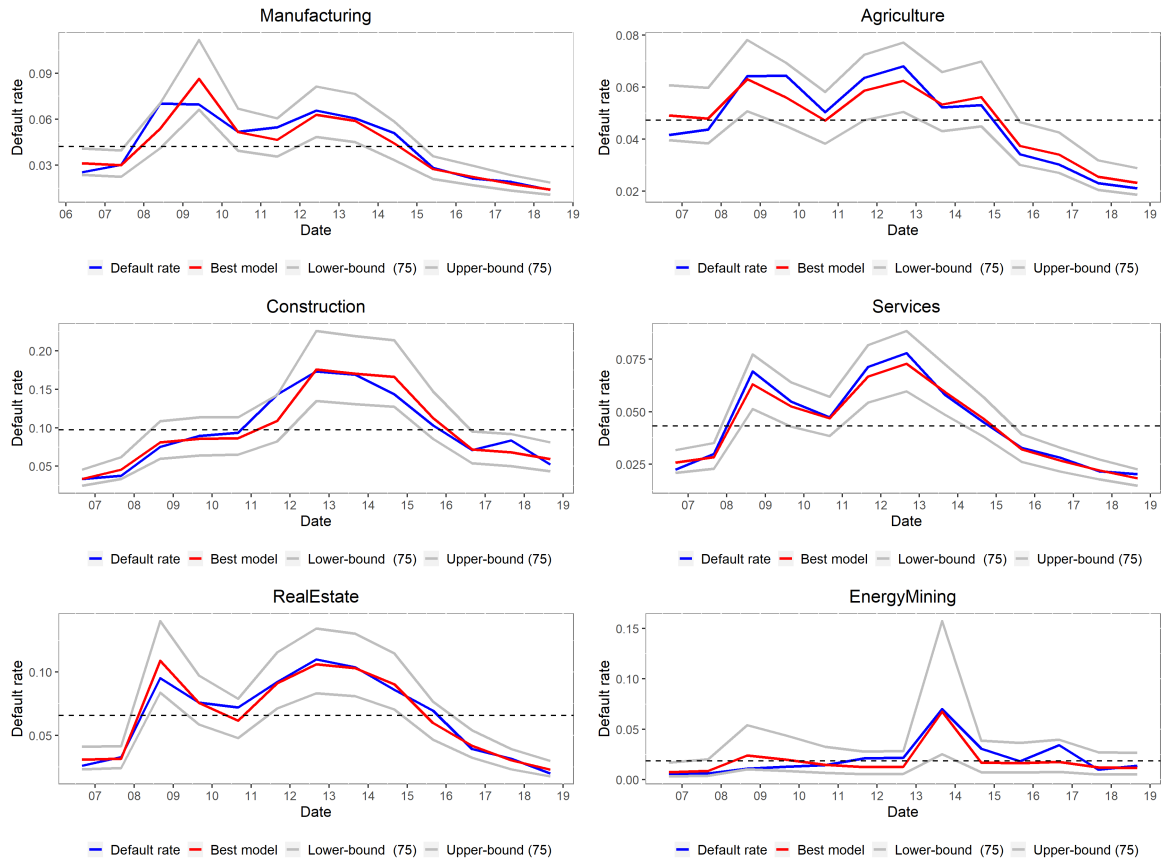 Manufacturing
Default rate
0.09
0.06
0.03
06 07 08 09 10 11 12 13 14 15 16 17 18 19
Date
Default rate Best model Lower-bound (75) Upper-bound (75)
Agriculture
Default rate
0.08
0.06
0.04
0.02
07 08 09 10 11 12 13 14 15 16 17 18 19
Date
Default rate Best model Lower-bound (75) Upper-bound (75)
Construction
Default rate
0.20
0.15
0.10
0.05
07 08 09 10 11 12 13 14 15 16 17 18 19
Date
Default rate Best model Lower-bound (75) Upper-bound (75)
Services
Default rate
0.075
0.050
0.025
07 08 09 10 11 12 13 14 15 16 17 18 19
Date
Default rate Best model Lower-bound (75) Upper-bound (75)
RealEstate
Default rate
0.10
0.05
07 08 09 10 11 12 13 14 15 16 17 18 19
Date
Default rate Best model Lower-bound (75) Upper-bound (75)
EnergyMining
Default rate
0.15
0.10
0.05
0.00
07 08 09 10 11 12 13 14 15 16 17 18 19
Date
Default rate Best model Lower-bound (75) Upper-bound (75)